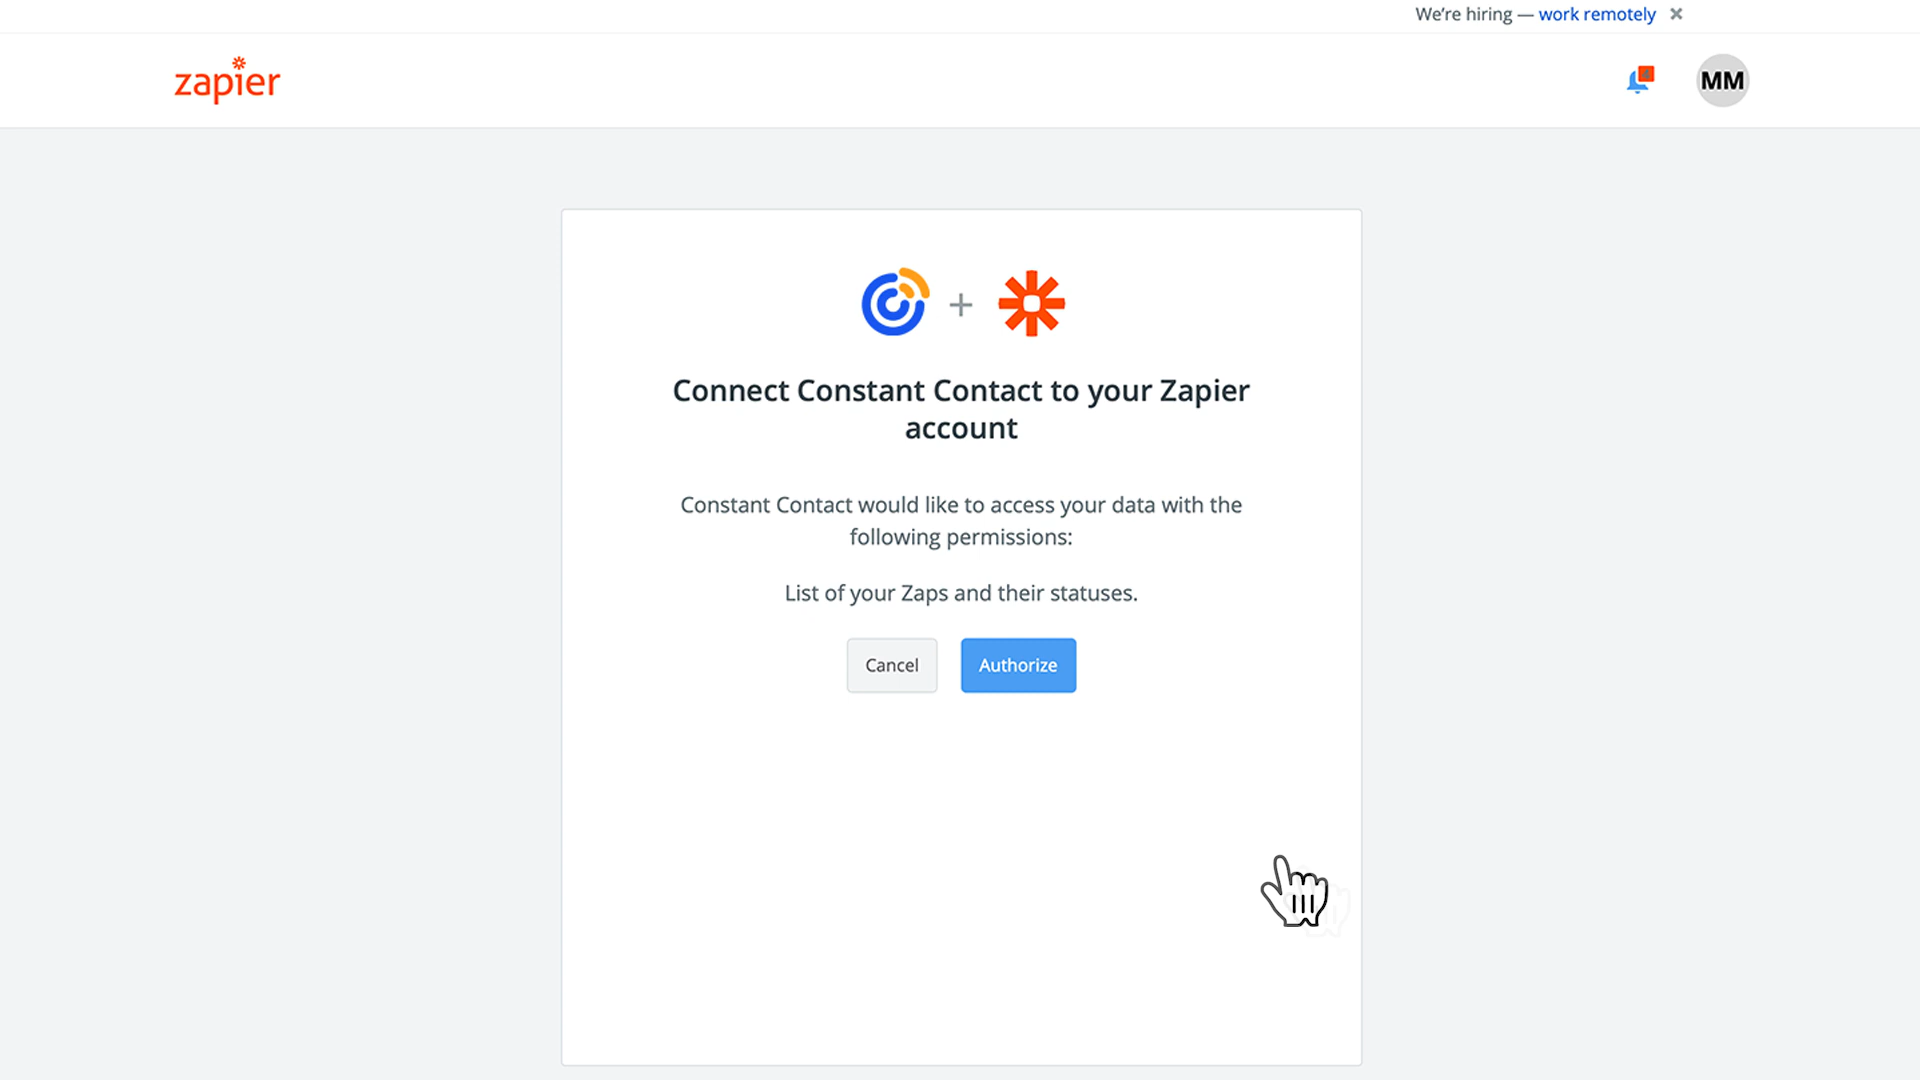 We're hiring — work remotely ×
zapier
4
MM
+
Connect Constant Contact to your Zapier
account
Constant Contact would like to access your data with the
following permissions:
List of your Zaps and their statuses.
Cancel
Authorize